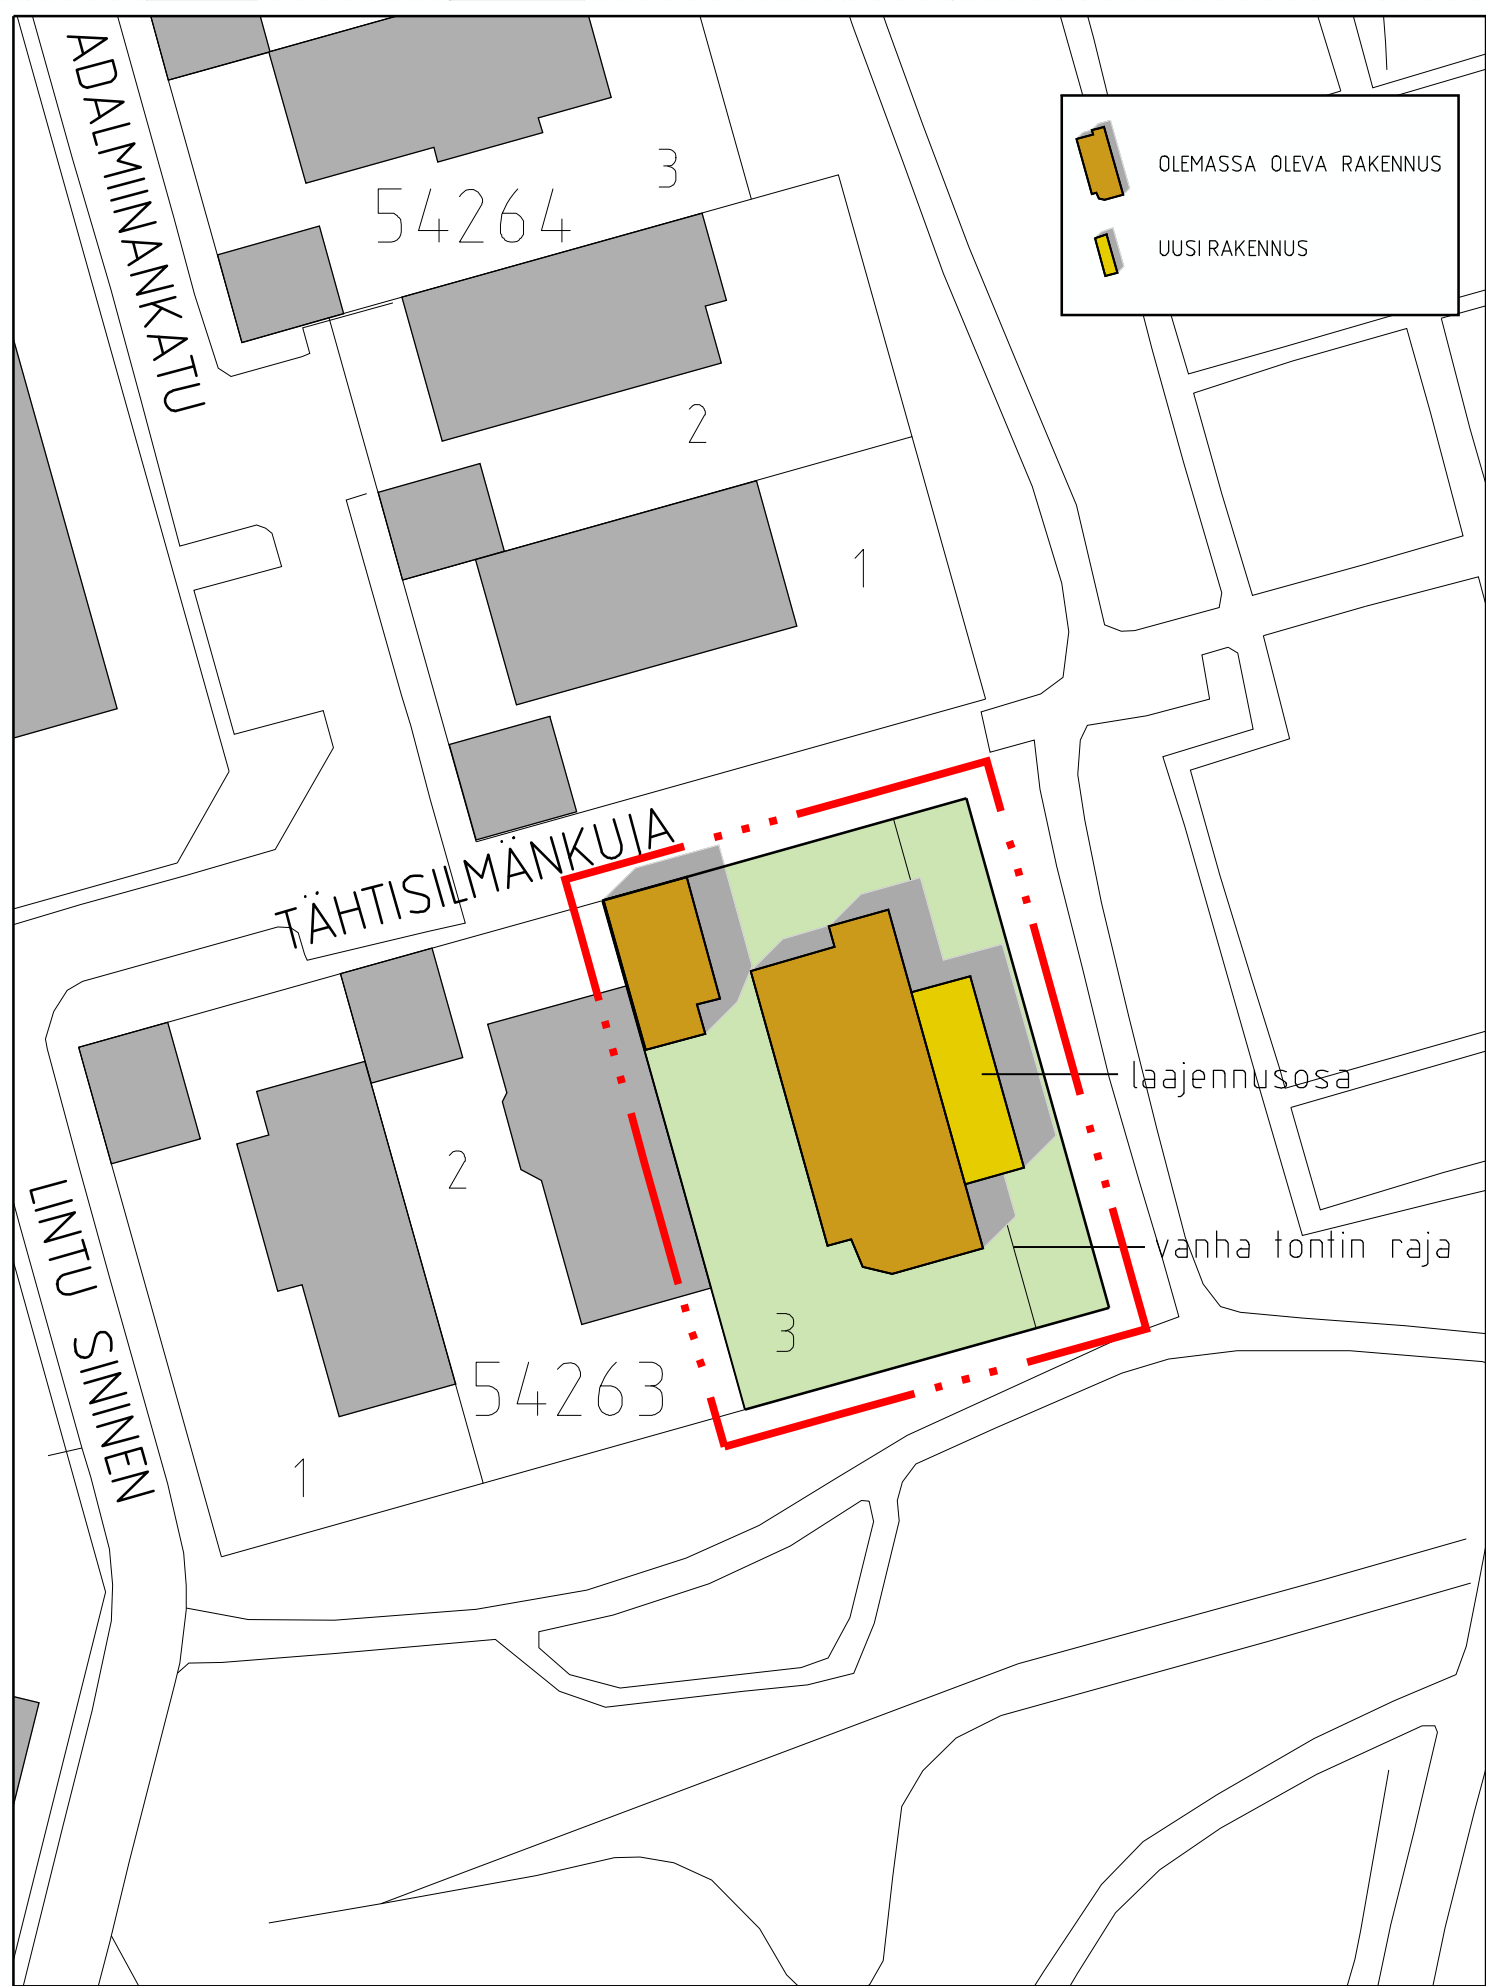 ADALMIINANKATU
3
54264
OLEMASSA OLEVA RAKENNUS
UUSI RAKENNUS
2
1
TÄHTISILMÄNKUJA
laajennusosa
2
LINTU SININEN
vanha tontin raja
3
54263
1